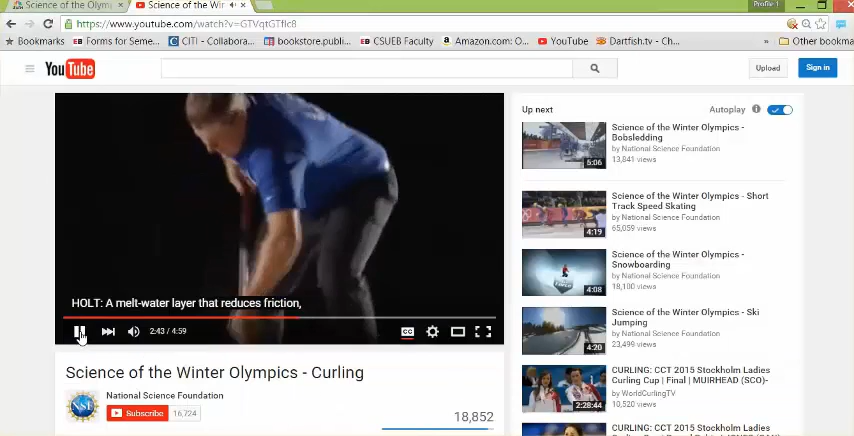 Science of the Olymp
Science of the Wir
Profile 1
https://www.youtube.com/watch?v=GTVqtGTflc8
Bookmarks
Forms for Seme...
CITI - Collabora...
bookstore.publi...
CSUEB Faculty
Amazon.com: O...
YouTube
Dartfish.tv - Ch...
»
Other bookma
YouTube
Upload
Sign in
HOLT: A melt-water layer that reduces friction,
2:43 / 4:59
CC
Science of the Winter Olympics - Curling
NSF
National Science Foundation
Subscribe
16,724
18,852
Up next
Autoplay
Science of the Winter Olympics -
Bobsledding
by National Science Foundation
13,841 views
5:06
Science of the Winter Olympics - Short
Track Speed Skating
by National Science Foundation
65,059 views
4:19
Science of the Winter Olympics -
Snowboarding
by National Science Foundation
18,100 views
4:08
Science of the Winter Olympics - Ski
Jumping
by National Science Foundation
23,499 views
4:20
CURLING: CCT 2015 Stockholm Ladies
Curling Cup | Final | MUIRHEAD (SCO)-
by WorldCurlingTV
10,520 views
2:28:44
CURLING: CCT 2015 Stockholm Ladies